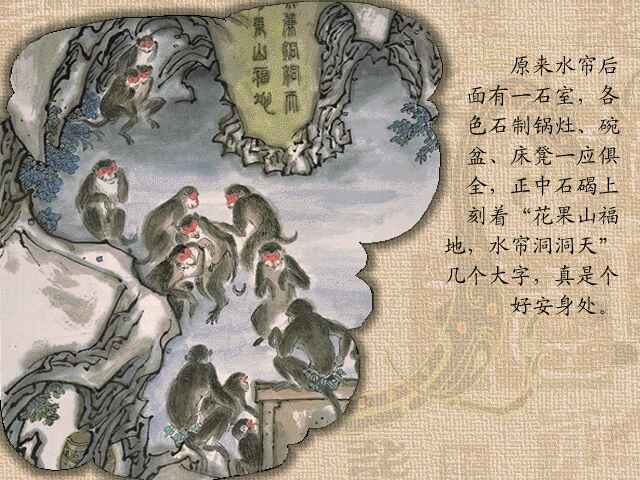 原来水帘后
面有一石室，各
色石制锅灶、碗
盆、床凳一应俱
全，正中石碣上
刻着“花果山福
地，水帘洞洞天”
几个大字，真是个
好安身处。
果山福地
帘洞洞天